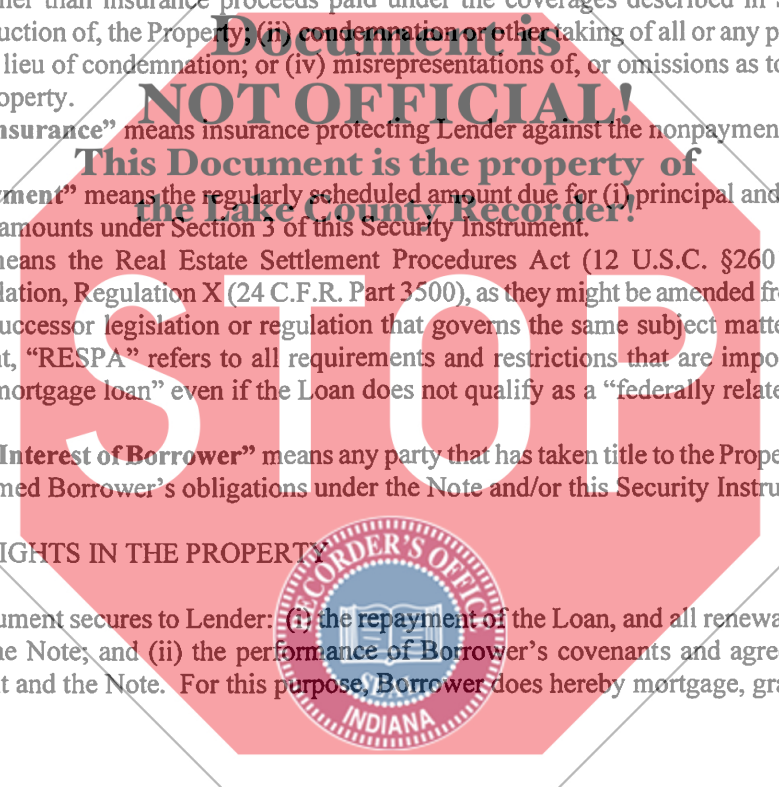 her than insurance proceeds paid under the coverages described in
uction of, the Property; (ii) condemnation or other taking of all or any p
Document is
lieu of condemnation; or (iv) misrepresentations of, or omissions as to
operty.
NOT OFFICIAL!
nsurance” means insurance protecting Lender against the nonpaymen
This Document is the property of
ment” means the regularly scheduled amount due for (i) principal and
the Lake County Recorder!
amounts under Section 3 of this Security Instrument.
neans the Real Estate Settlement Procedures Act (12 U.S.C. §260
lation, Regulation X (24 C.F.R. Part 3500), as they might be amended fr
uccessor legislation or regulation that governs the same subject matte
t, “RESPA” refers to all requirements and restrictions that are impo
nortgage loan” even if the Loan does not qualify as a “federally relate
STOP
Interest of Borrower” means any party that has taken title to the Prope
med Borrower’s obligations under the Note and/or this Security Instru
IGHTS IN THE PROPERTY
RECORDER'S OFFICE
ument secures to Lender: (i) the repayment of the Loan, and all renewa
ne Note; and (ii) the performance of Borrower’s covenants and agre
t and the Note. For this purpose, Borrower does hereby mortgage, gra
SEAL
INDIANA